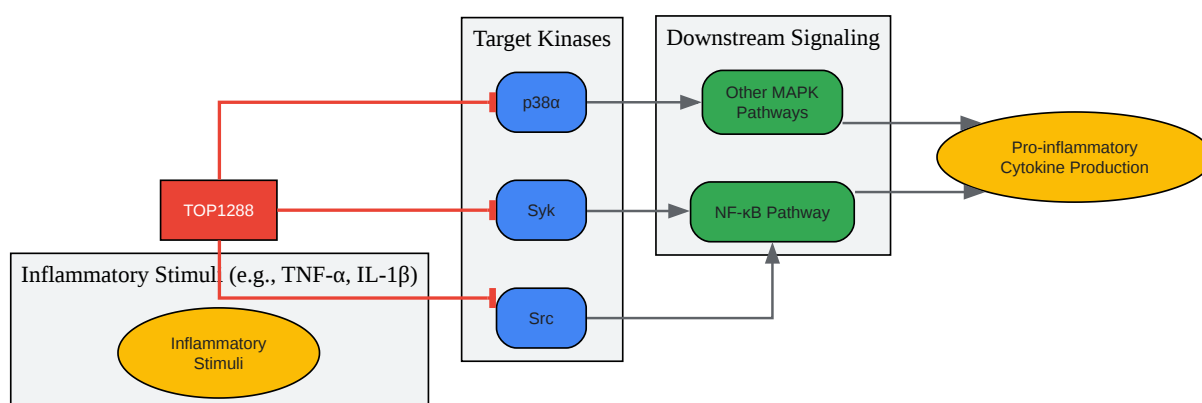 Target Kinases
Downstream Signaling
p38α
Other MAPK
Pathways
Pro-inflammatory
Cytokine Production
TOP1288
Syk
NF-κB Pathway
Inflammatory Stimuli (e.g., TNF-α, IL-1β)
Src
Inflammatory
Stimuli